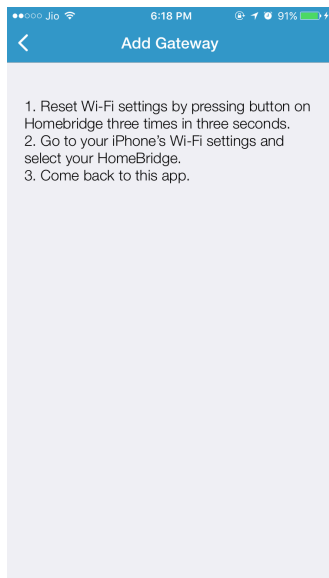 Jio 6:18 PM 91%
Add Gateway
1. Reset Wi-Fi settings by pressing button on
Homebridge three times in three seconds.
2. Go to your iPhone’s Wi-Fi settings and
select your HomeBridge.
3. Come back to this app.